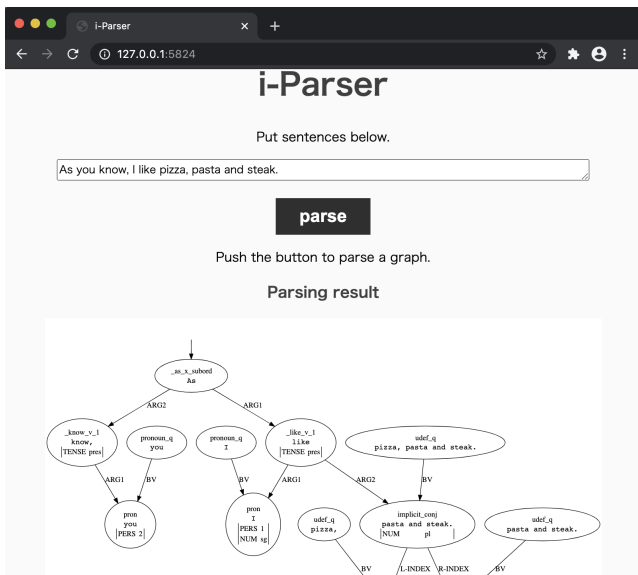 i-Parser
127.0.0.1:5824
i-Parser
Put sentences below.
As you know, I like pizza, pasta and steak.
parse
Push the button to parse a graph.
Parsing result
_as_x_subord
As
ARG2
ARG1
_know_v_1
know,
TENSE pres
pronoun_q
you
pronoun_q
I
_like_v_1
like
TENSE pres
udef_q
pizza, pasta and steak.
ARG1
BV
BV
ARG1
ARG2
BV
pron
you
PERS 2
pron
I
PERS 1
NUM sg
udef_q
pizza,
implicit_conj
pasta and steak.
NUM pl
udef_q
pasta and steak.
BV
L-INDEX
R-INDEX
BV